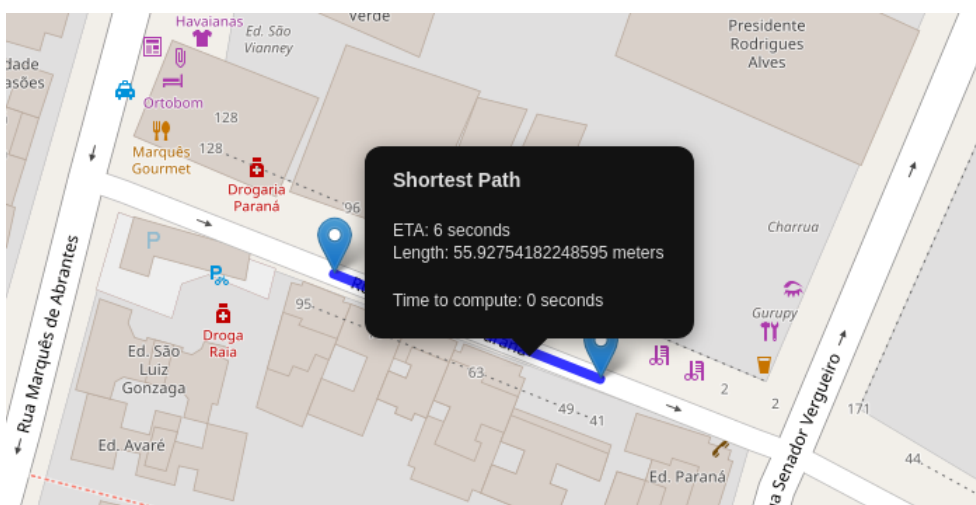 Verde
Havaianas
Ed. São
Vianney
Presidente
Rodrigues
Alves
dade
asões
Ortobom
128
128
Marquês
Gourmet
Drogaria
Paraná
96
Shortest Path
ETA: 6 seconds
Length: 55.92754182248595 meters
Time to compute: 0 seconds
Charrua
P
P
95
Gurupy
Droga
Raia
Ed. São
Luiz
Gonzaga
← Rua Marquês de Abrantes
63
2
2
49
41
171
Ed. Avaré
Ed. Paraná
44
a Senador Vergueiro →